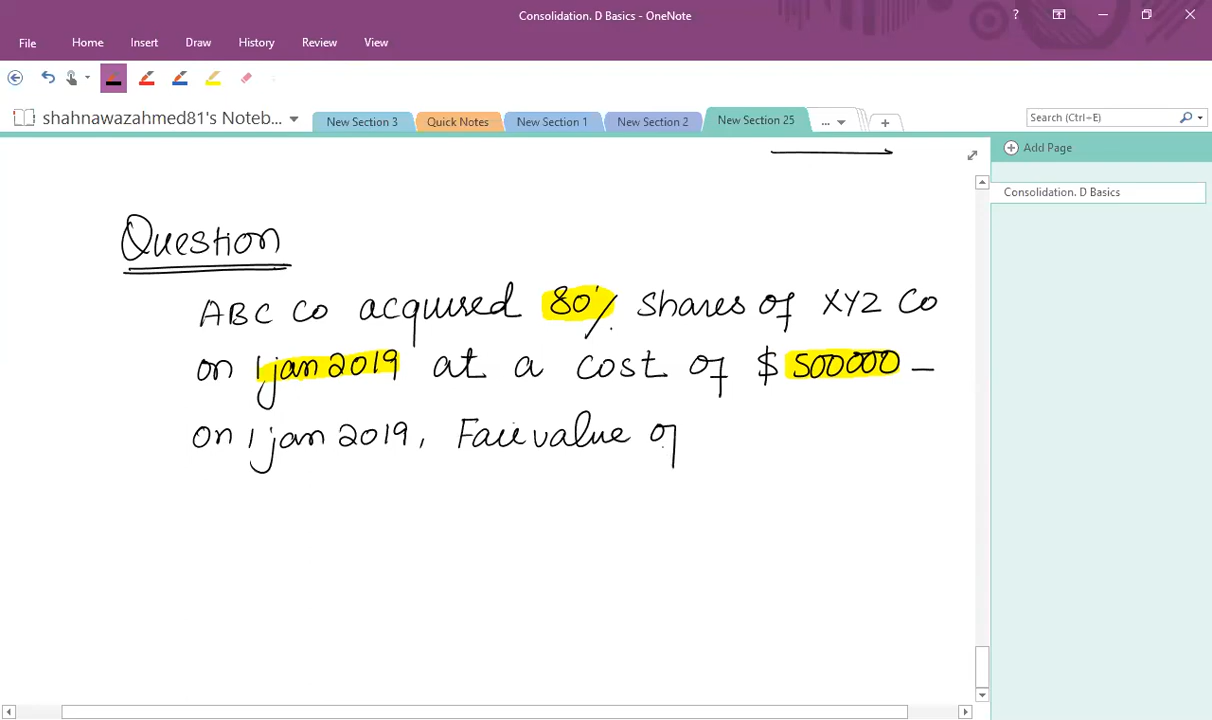 Consolidation. D Basics - OneNote
?
File Home Insert Draw History Review View
shahnawazahmed81's Noteb... New Section 3 Quick Notes New Section 1 New Section 2 New Section 25 ... + Search (Ctrl+E)
Add Page
Consolidation. D Basics
Question
ABC Co acquired 80% shares of XYZ Co
on 1 jan 2019 at a cost of $ 500000 —
on 1 jan 2019, Fair value of